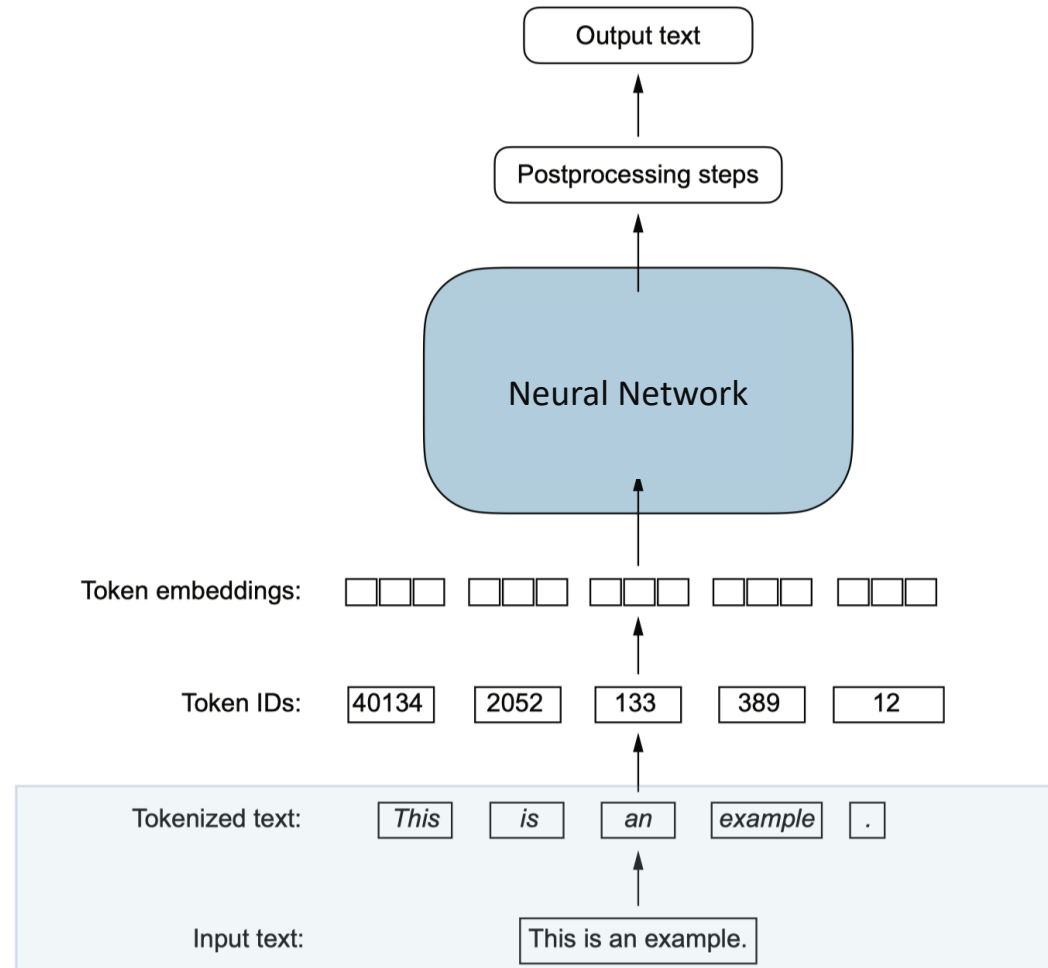 Output text
Postprocessing steps
Neural Network
Token embeddings:
Token IDs: 40134 2052 133 389 12
Tokenized text: This is an example .
Input text: This is an example.